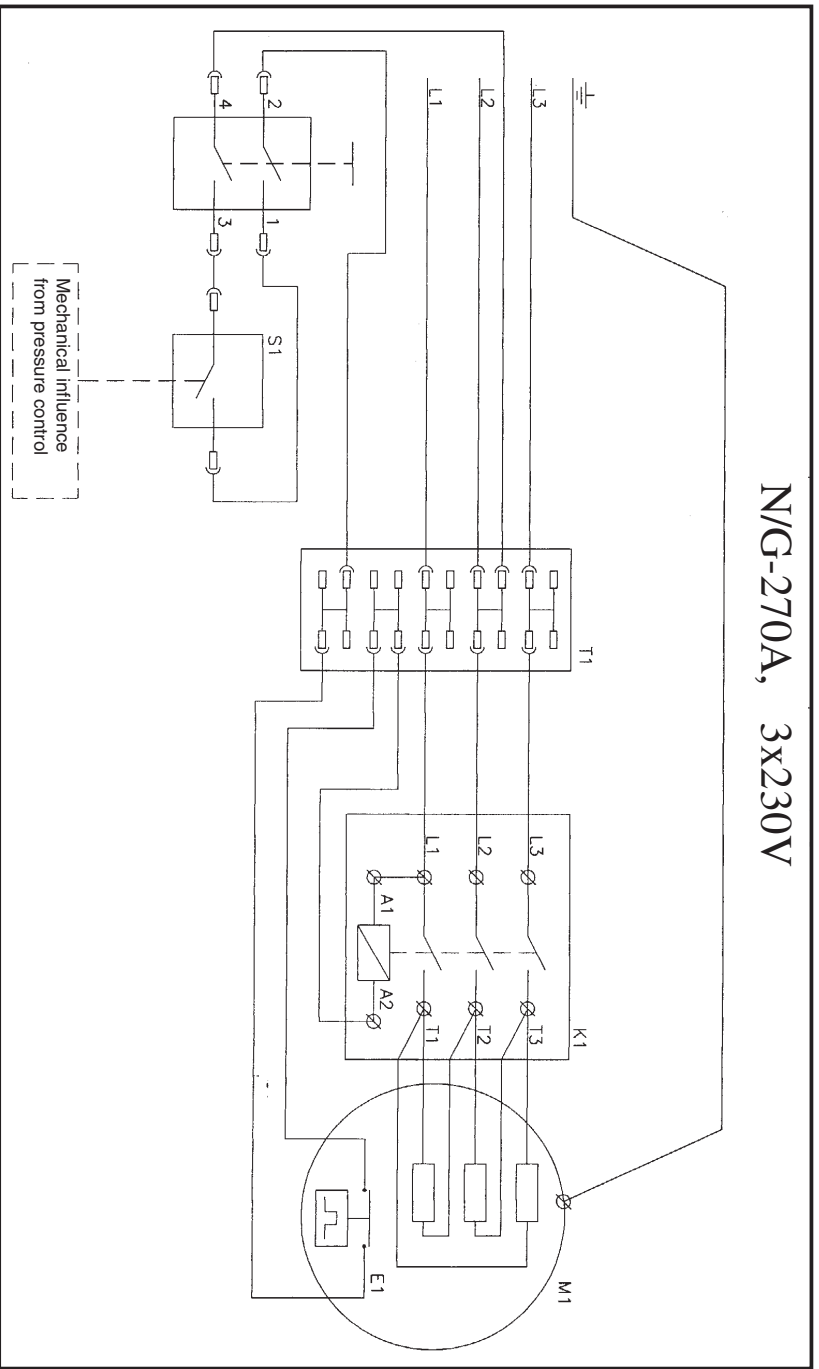 N/G-270A, 3x230V
L3
L2
L1
2
4
1
3
S1
Mechanical influence
from pressure control
T1
L3
L2
L1
A1
A2
T3
T2
T1
K1
M1
E1